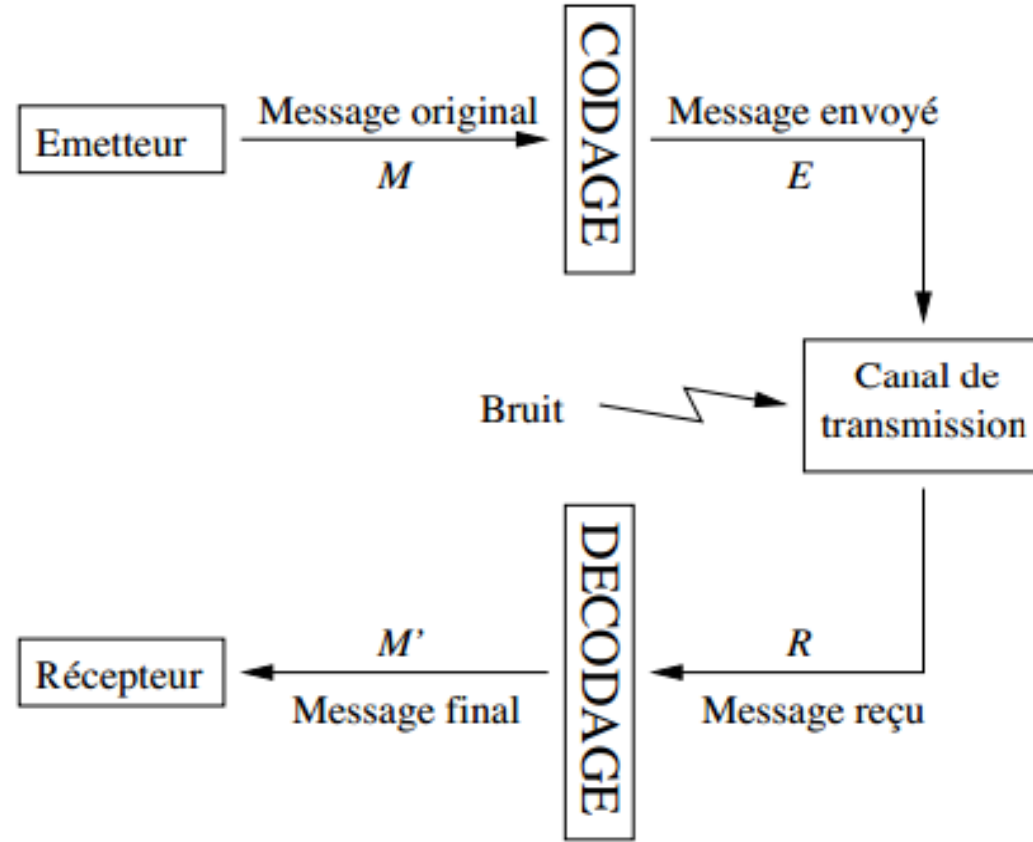 Emetteur
Message original
M
CODAGE
Message envoyé
E
Canal de
transmission
Bruit
R
Message reçu
DECODAGE
M'
Message final
Récepteur